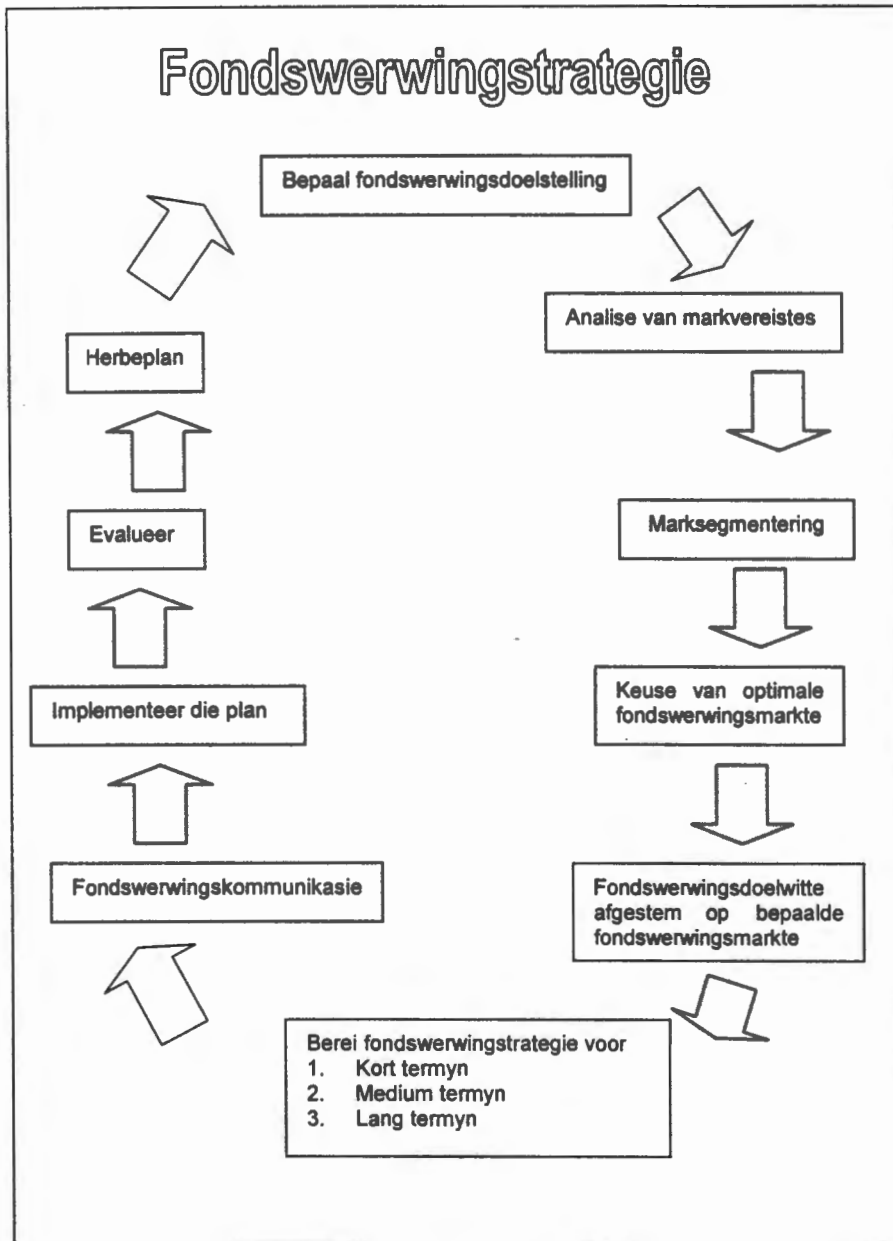 Fondswerwingstrategie
Bepaal fondswerwingsdoelstelling
Analise van markvereistes
Marksegmentering
Keuse van optimale
fondswerwingsmarkte
Fondswerwingsdoelwitte
afgestem op bepaalde
fondswerwingsmarkte
Berei fondswerwingstrategie voor
1. Kort termyn
2. Medium termyn
3. Lang termyn
Fondswerwingskommunikasie
Implementeer die plan
Evalueer
Herbeplan